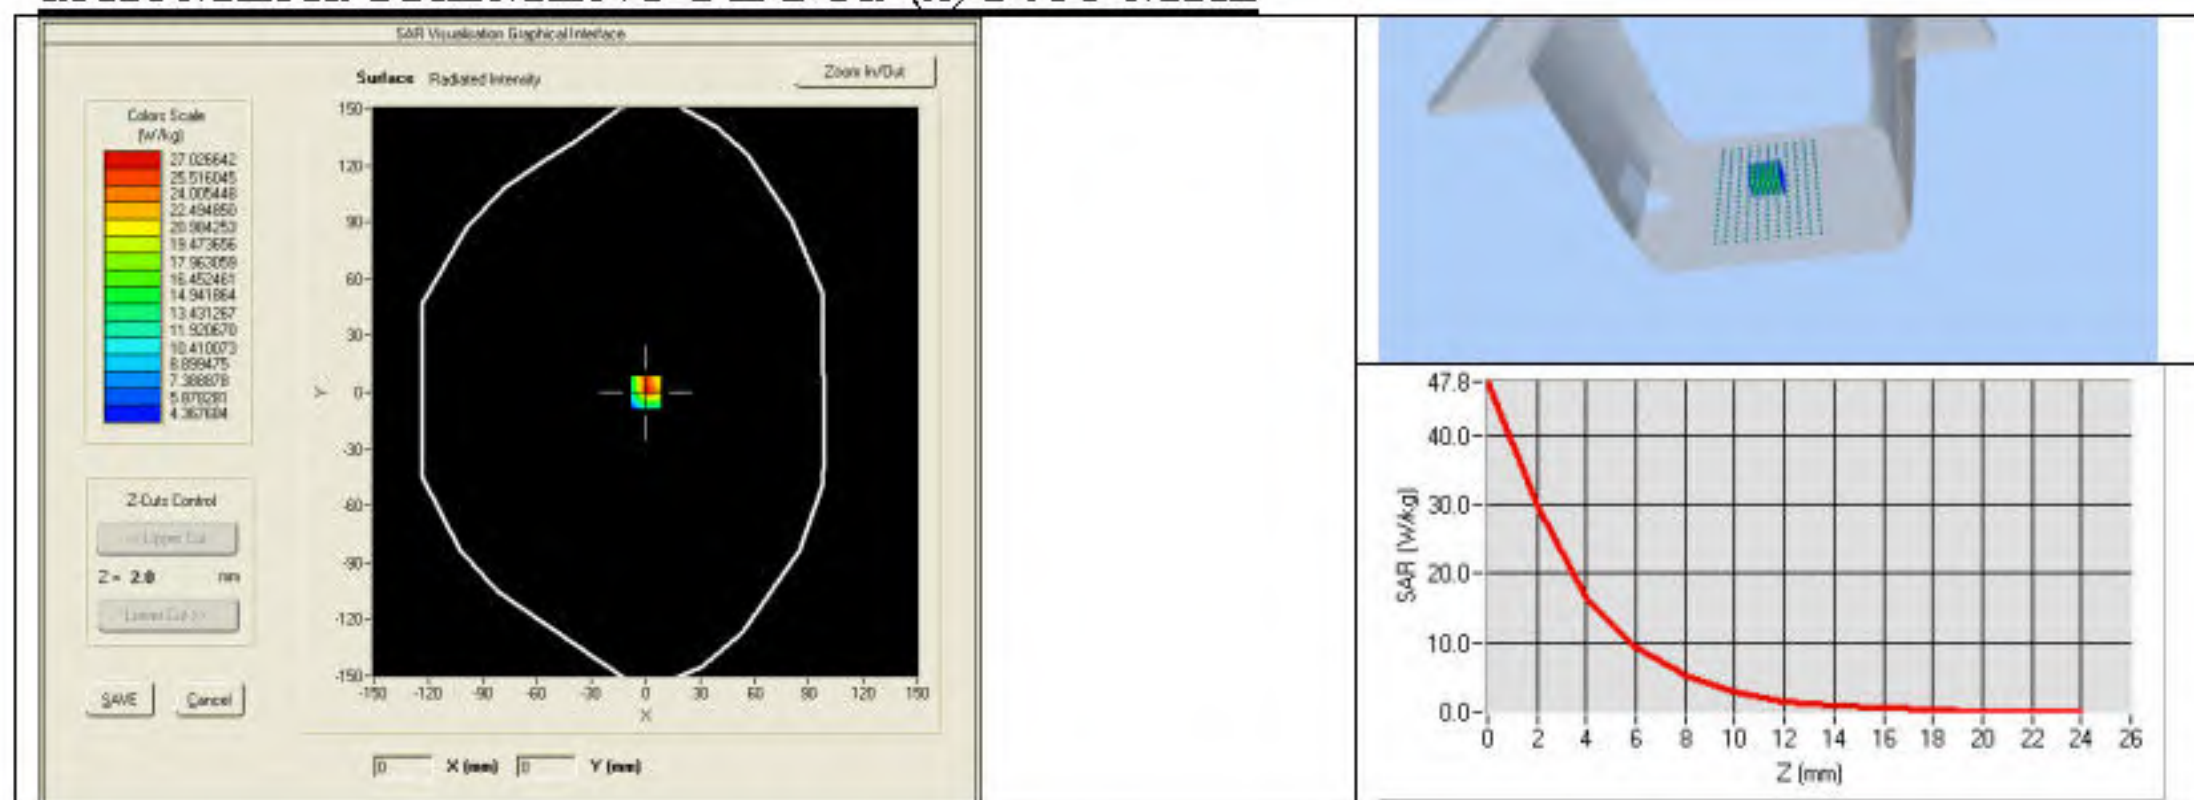 SAR Visualisation Graphical Interface
Surface Radiated Intensity
Zoom In/Out
Colors Scale
(W/kg)
27.026642
25.516045
24.005448
22.494850
20.984253
19.473656
17.963059
16.452461
14.941864
13.431267
11.920670
10.410073
8.899475
7.388878
5.878281
4.367684
Z-Cuts Control
<< Upper Cut
Z = 2.0 mm
Lower Cut >>
SAVE Cancel
150
120
90
60
30
0
-30
-60
-90
-120
-150
Y
-150 -120 -90 -60 -30 0 30 60 90 120 150
X
0 X (mm) 0 Y (mm)
47.8
40.0
30.0
20.0
10.0
0.0
SAR (W/kg)
0 2 4 6 8 10 12 14 16 18 20 22 24 26
Z (mm)